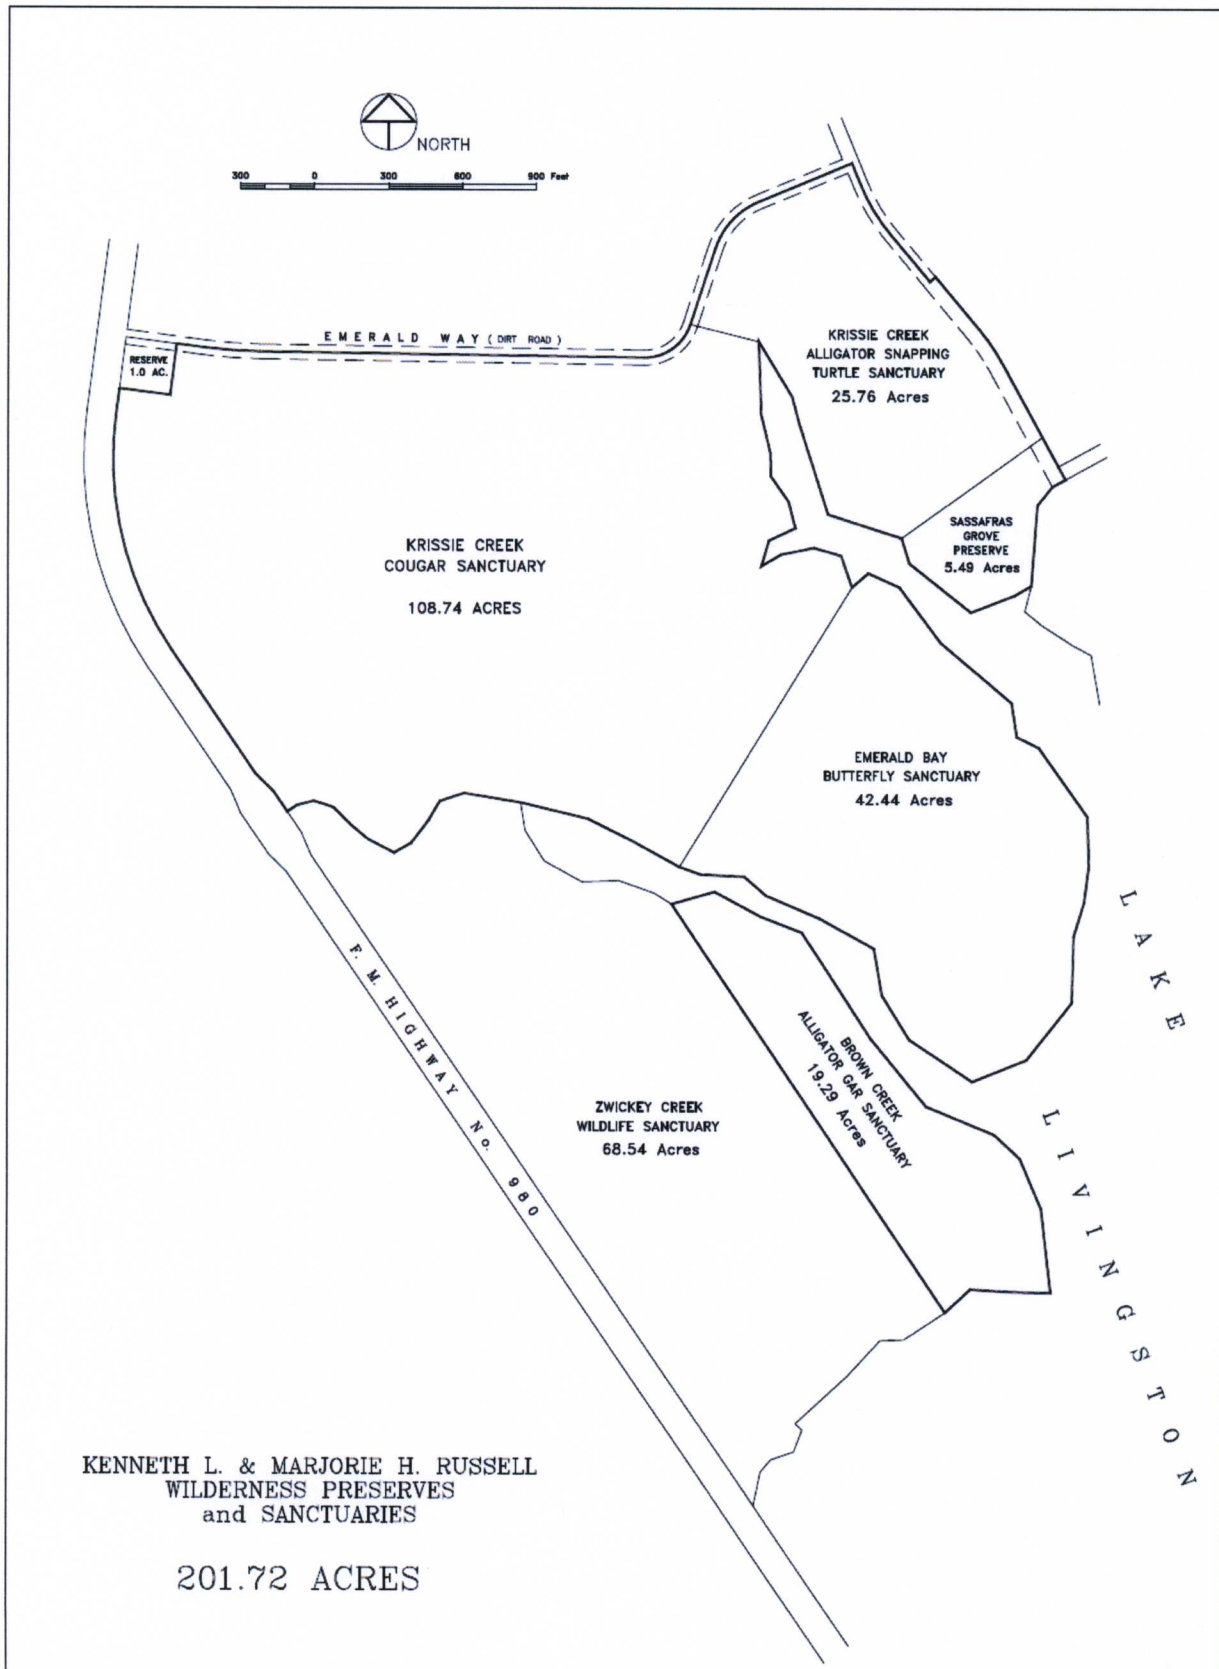 NORTH
300 0 300 600 900 Feet
EMERALD WAY (DIRT ROAD)
RESERVE
1.0 AC.
KRISSIE CREEK
ALLIGATOR SNAPPING
TURTLE SANCTUARY
25.76 Acres
SASSAFRAS
GROVE
PRESERVE
5.49 Acres
KRISSIE CREEK
COUGAR SANCTUARY
108.74 ACRES
EMERALD BAY
BUTTERFLY SANCTUARY
42.44 Acres
LAKE LIVINGSTON
F. M. HIGHWAY No. 980
BROWN CREEK
ALLIGATOR GAR SANCTUARY
19.29 Acres
ZWICKEY CREEK
WILDLIFE SANCTUARY
68.54 Acres
KENNETH L. & MARJORIE H. RUSSELL
WILDERNESS PRESERVES
and SANCTUARIES
201.72 ACRES